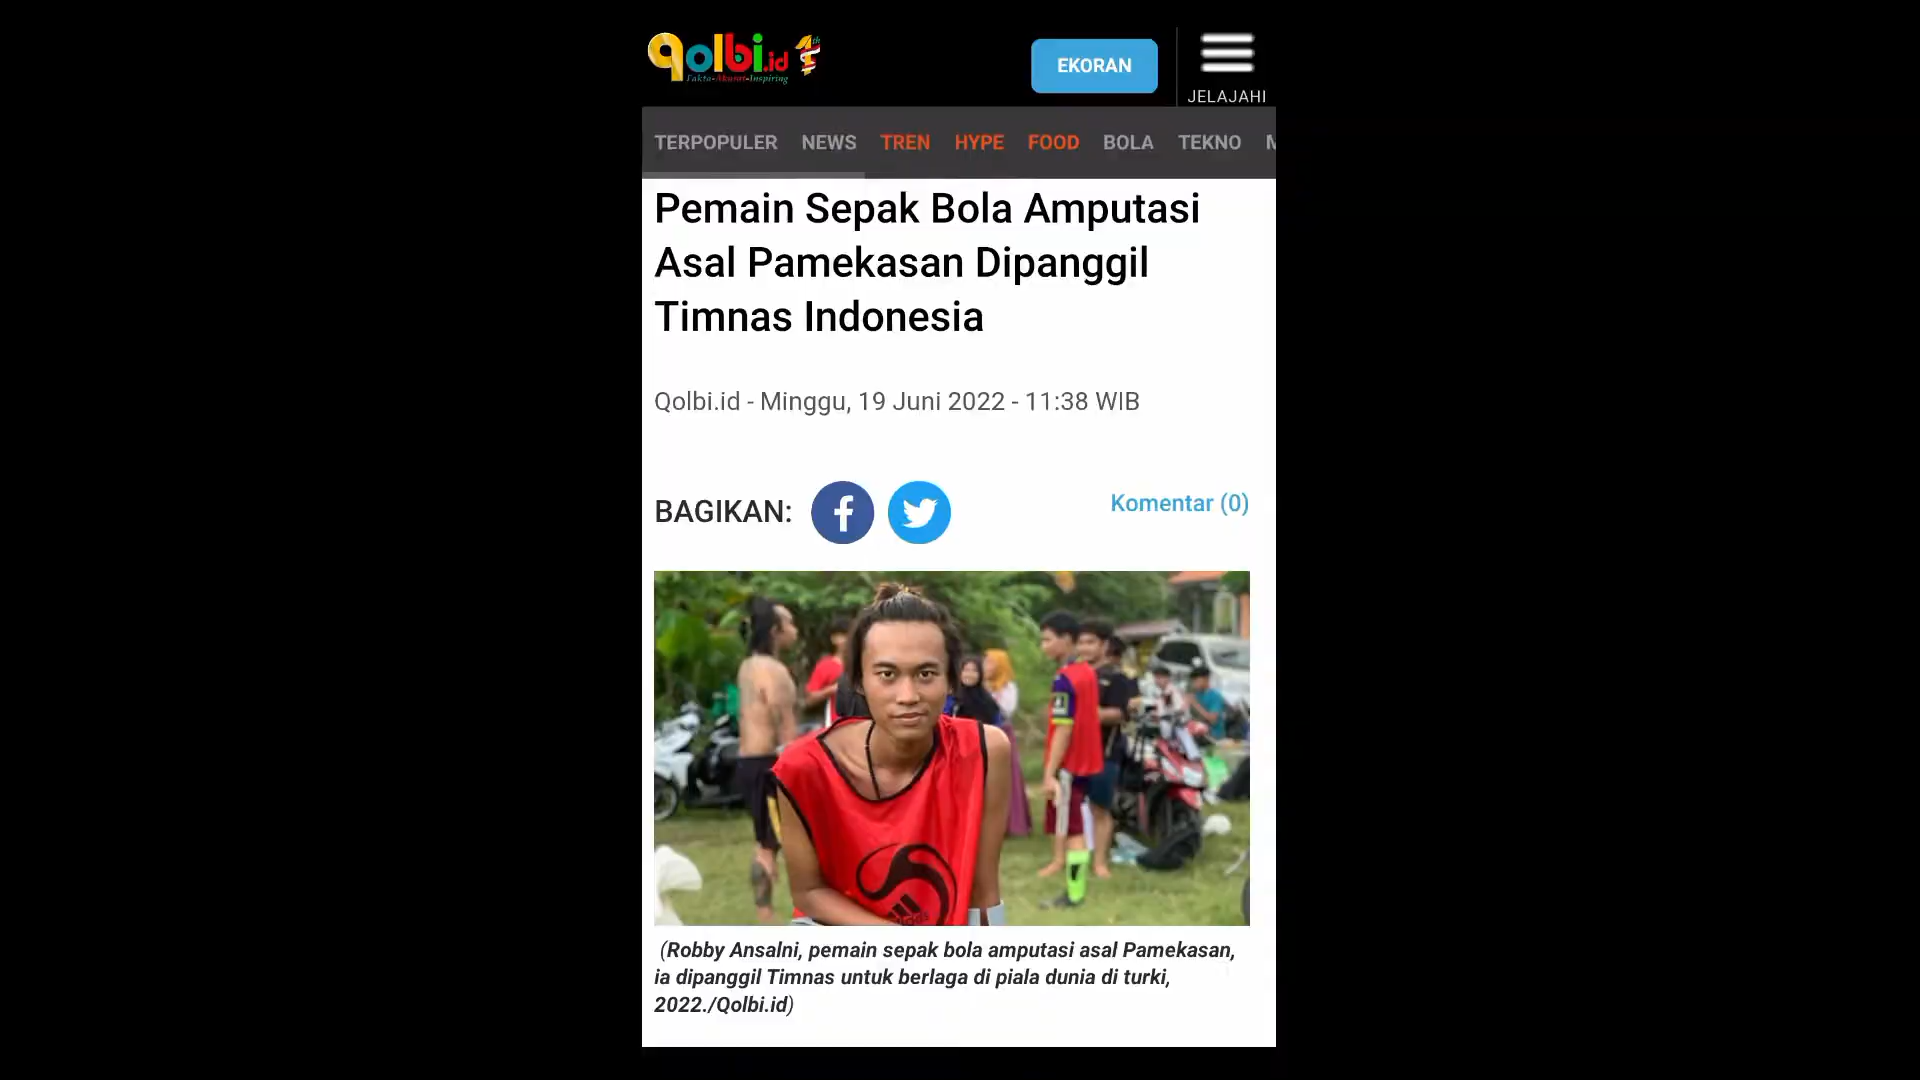 qolbi.id 1th
Fakta-Akurat-Inspiring
EKORAN
JELAJAHI
TERPOPULER NEWS TREN HYPE FOOD BOLA TEKNO
Pemain Sepak Bola Amputasi
Asal Pamekasan Dipanggil
Timnas Indonesia
Qolbi.id - Minggu, 19 Juni 2022 - 11:38 WIB
BAGIKAN:
Komentar (0)
adidas
(Robby Ansalni, pemain sepak bola amputasi asal Pamekasan,
ia dipanggil Timnas untuk berlaga di piala dunia di turki,
2022./Qolbi.id)